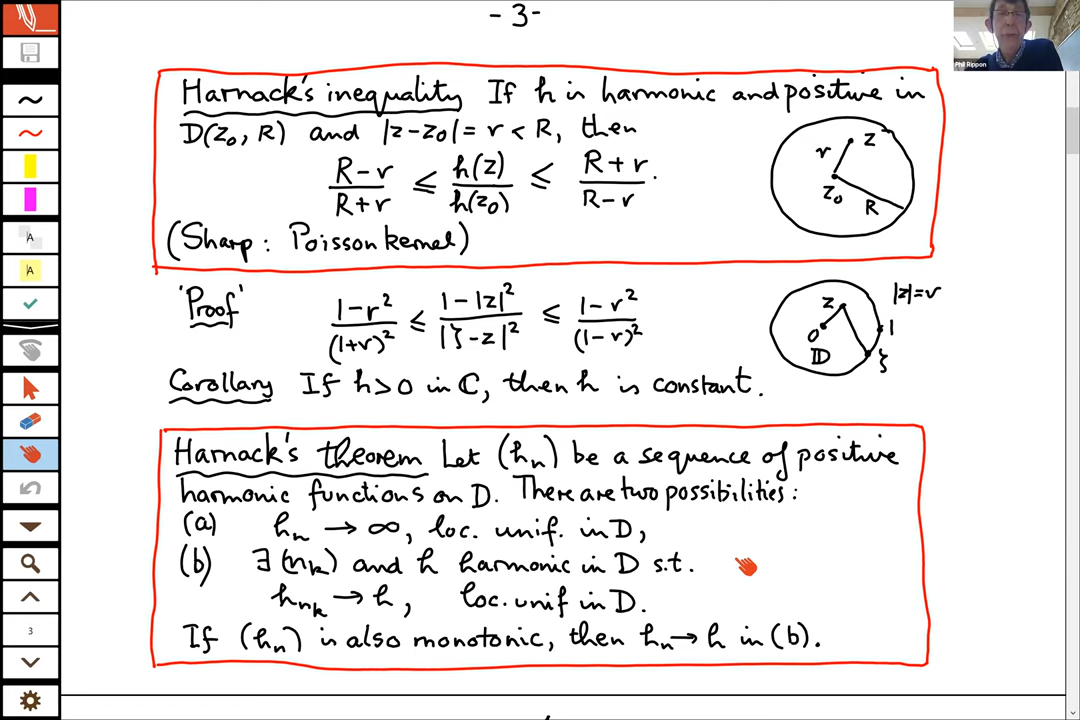 - 3 -
Phil Rippon
Harnack's inequality If h is harmonic and positive in
D(z₀, R) and |z-z₀| = r < R, then
(R-r)/(R+r) ≤ h(z)/h(z₀) ≤ (R+r)/(R-r).
(Sharp : Poisson kernel)
z
r
z₀
R
'Proof' (1-r²)/(1+r)² ≤ (1-|z|²)/|ζ-z|² ≤ (1-r²)/(1-r)²
|z|=r
z
0
1
𝔻
ζ
Corollary If h>0 in ℂ, then h is constant.
Harnack's theorem Let (hₙ) be a sequence of positive
harmonic functions on D. There are two possibilities :
(a) hₙ → ∞, loc. unif. in D,
(b) ∃ (nₖ) and h harmonic in D s.t.
hₙₖ → h, loc. unif in D.
If (hₙ) is also monotonic, then hₙ → h in (b).
A
A
3